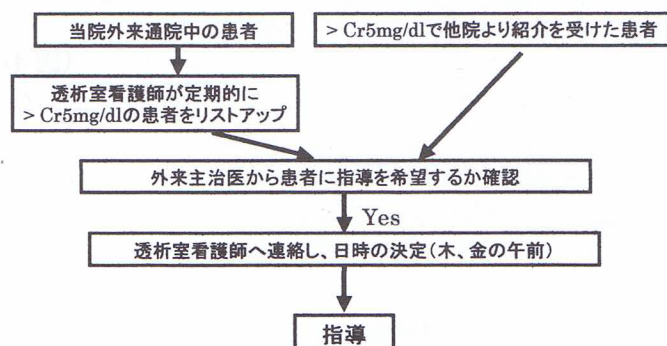 当院外来通院中の患者
＞Cr5mg/dlで他院より紹介を受けた患者
透析室看護師が定期的に
＞Cr5mg/dlの患者をリストアップ
外来主治医から患者に指導を希望するか確認
Yes
透析室看護師へ連絡し、日時の決定(木、金の午前)
指導